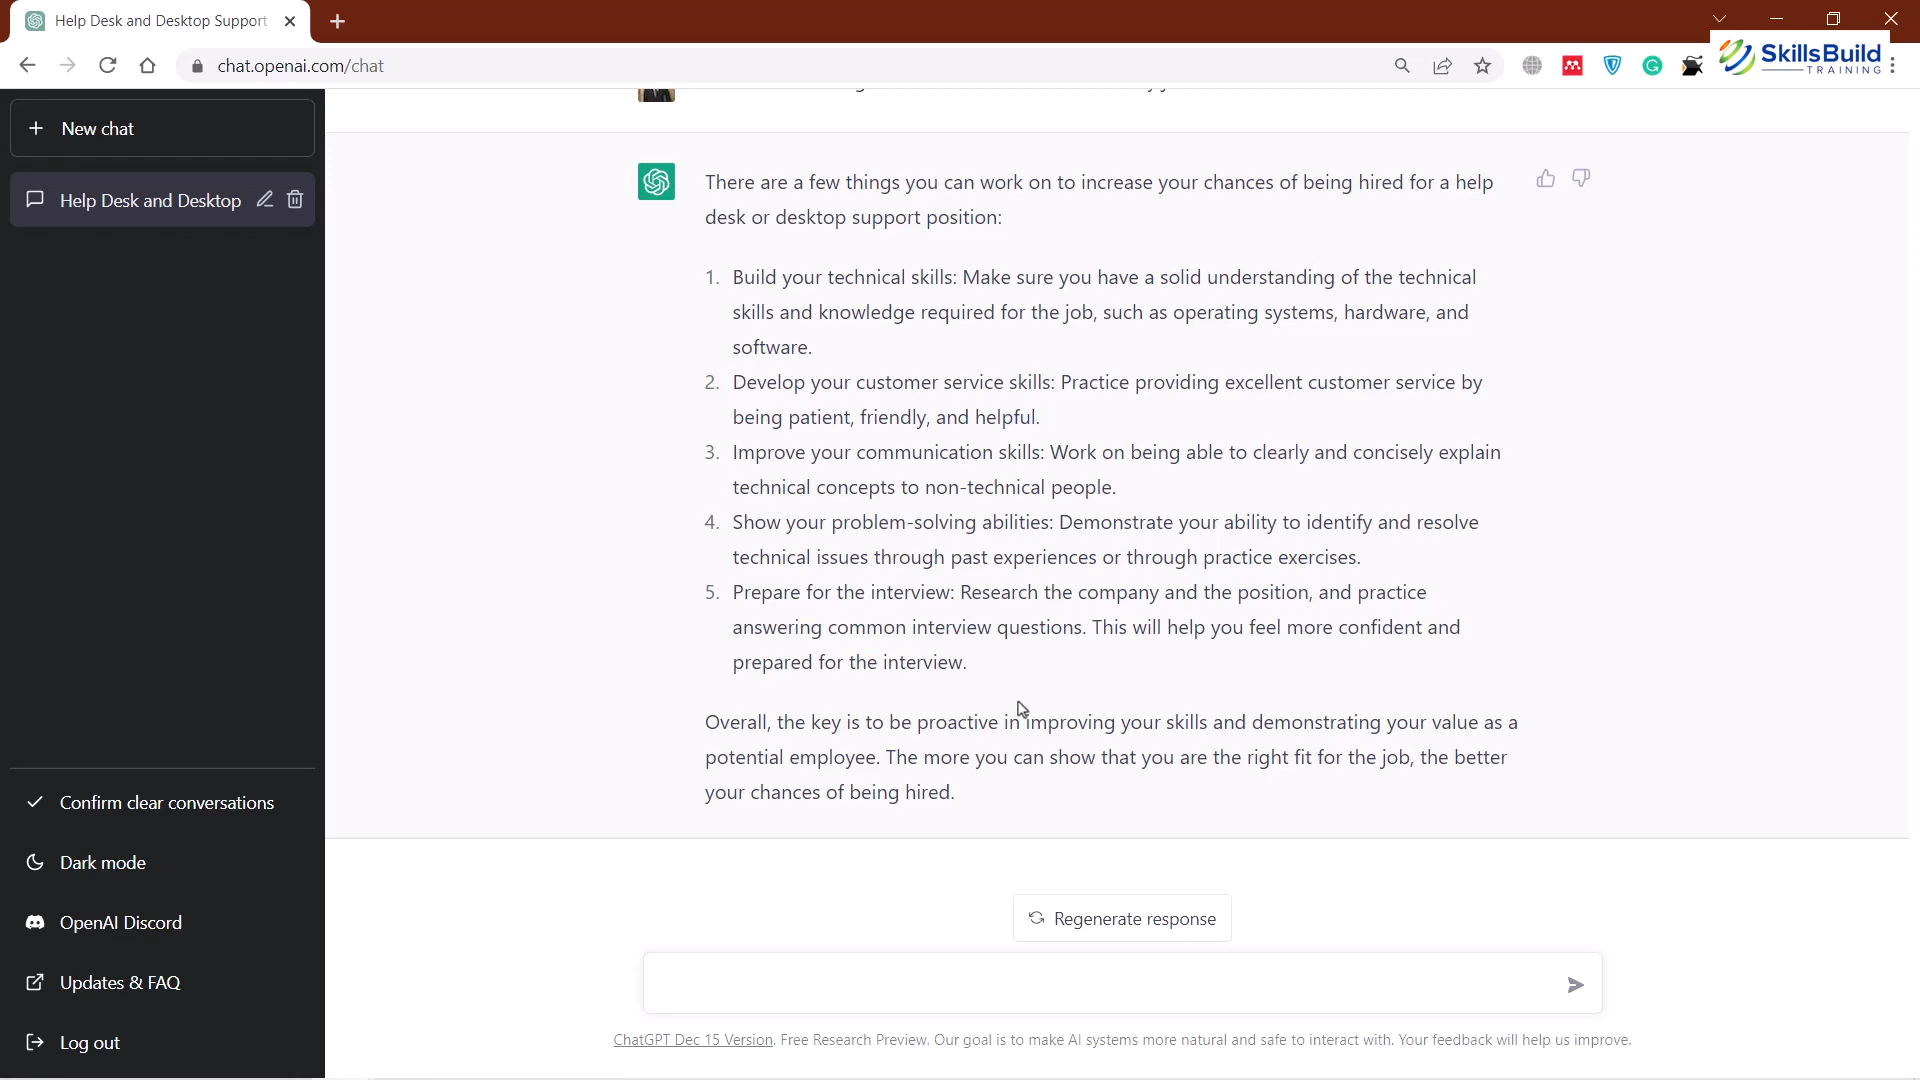 Help Desk and Desktop Support
chat.openai.com/chat
SkillsBuild
TRAINING
New chat
Help Desk and Desktop
There are a few things you can work on to increase your chances of being hired for a help
desk or desktop support position:
1. Build your technical skills: Make sure you have a solid understanding of the technical
skills and knowledge required for the job, such as operating systems, hardware, and
software.
2. Develop your customer service skills: Practice providing excellent customer service by
being patient, friendly, and helpful.
3. Improve your communication skills: Work on being able to clearly and concisely explain
technical concepts to non-technical people.
4. Show your problem-solving abilities: Demonstrate your ability to identify and resolve
technical issues through past experiences or through practice exercises.
5. Prepare for the interview: Research the company and the position, and practice
answering common interview questions. This will help you feel more confident and
prepared for the interview.
Overall, the key is to be proactive in improving your skills and demonstrating your value as a
potential employee. The more you can show that you are the right fit for the job, the better
your chances of being hired.
Confirm clear conversations
Dark mode
OpenAI Discord
Updates & FAQ
Log out
Regenerate response
ChatGPT Dec 15 Version. Free Research Preview. Our goal is to make AI systems more natural and safe to interact with. Your feedback will help us improve.